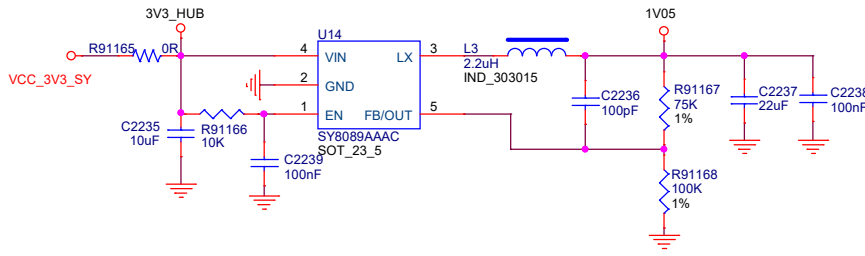 3V3_HUB
1V05
R91165
0R
VCC_3V3_SY
U14
4
VIN
LX
3
L3
2.2uH
IND_303015
2
GND
1
EN
FB/OUT
5
SY8089AAAC
SOT_23_5
C2235
10uF
R91166
10K
C2239
100nF
C2236
100pF
R91167
75K
1%
C2237
22uF
C2238
100nF
R91168
100K
1%